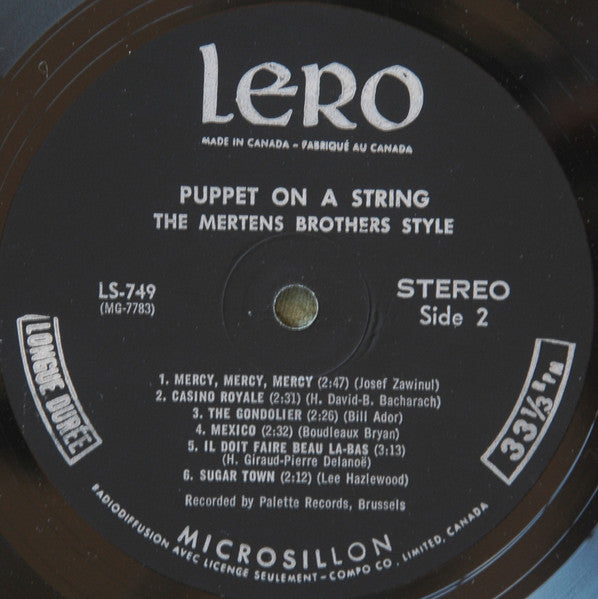 LERO
MADE IN CANADA - FABRIQUÉ AU CANADA
PUPPET ON A STRING
THE MERTENS BROTHERS STYLE
LS-749
(MG-7783)
STEREO
Side 2
LONGUE DURÉE
33 1/3 RPM
1. MERCY, MERCY, MERCY (2:47) (Josef Zawinul)
2. CASINO ROYALE (2:31) (H. David-B. Bacharach)
3. THE GONDOLIER (2:26) (Bill Ador)
4. MEXICO (2:32) (Boudleaux Bryan)
5. IL DOIT FAIRE BEAU LA-BAS (3:13)
(H. Giraud-Pierre Delanoë)
6. SUGAR TOWN (2:12) (Lee Hazlewood)
Recorded by Palette Records, Brussels
MICROSILLON
RADIODIFFUSION AVEC LICENCE SEULEMENT-COMPO CO. LIMITED, CANADA